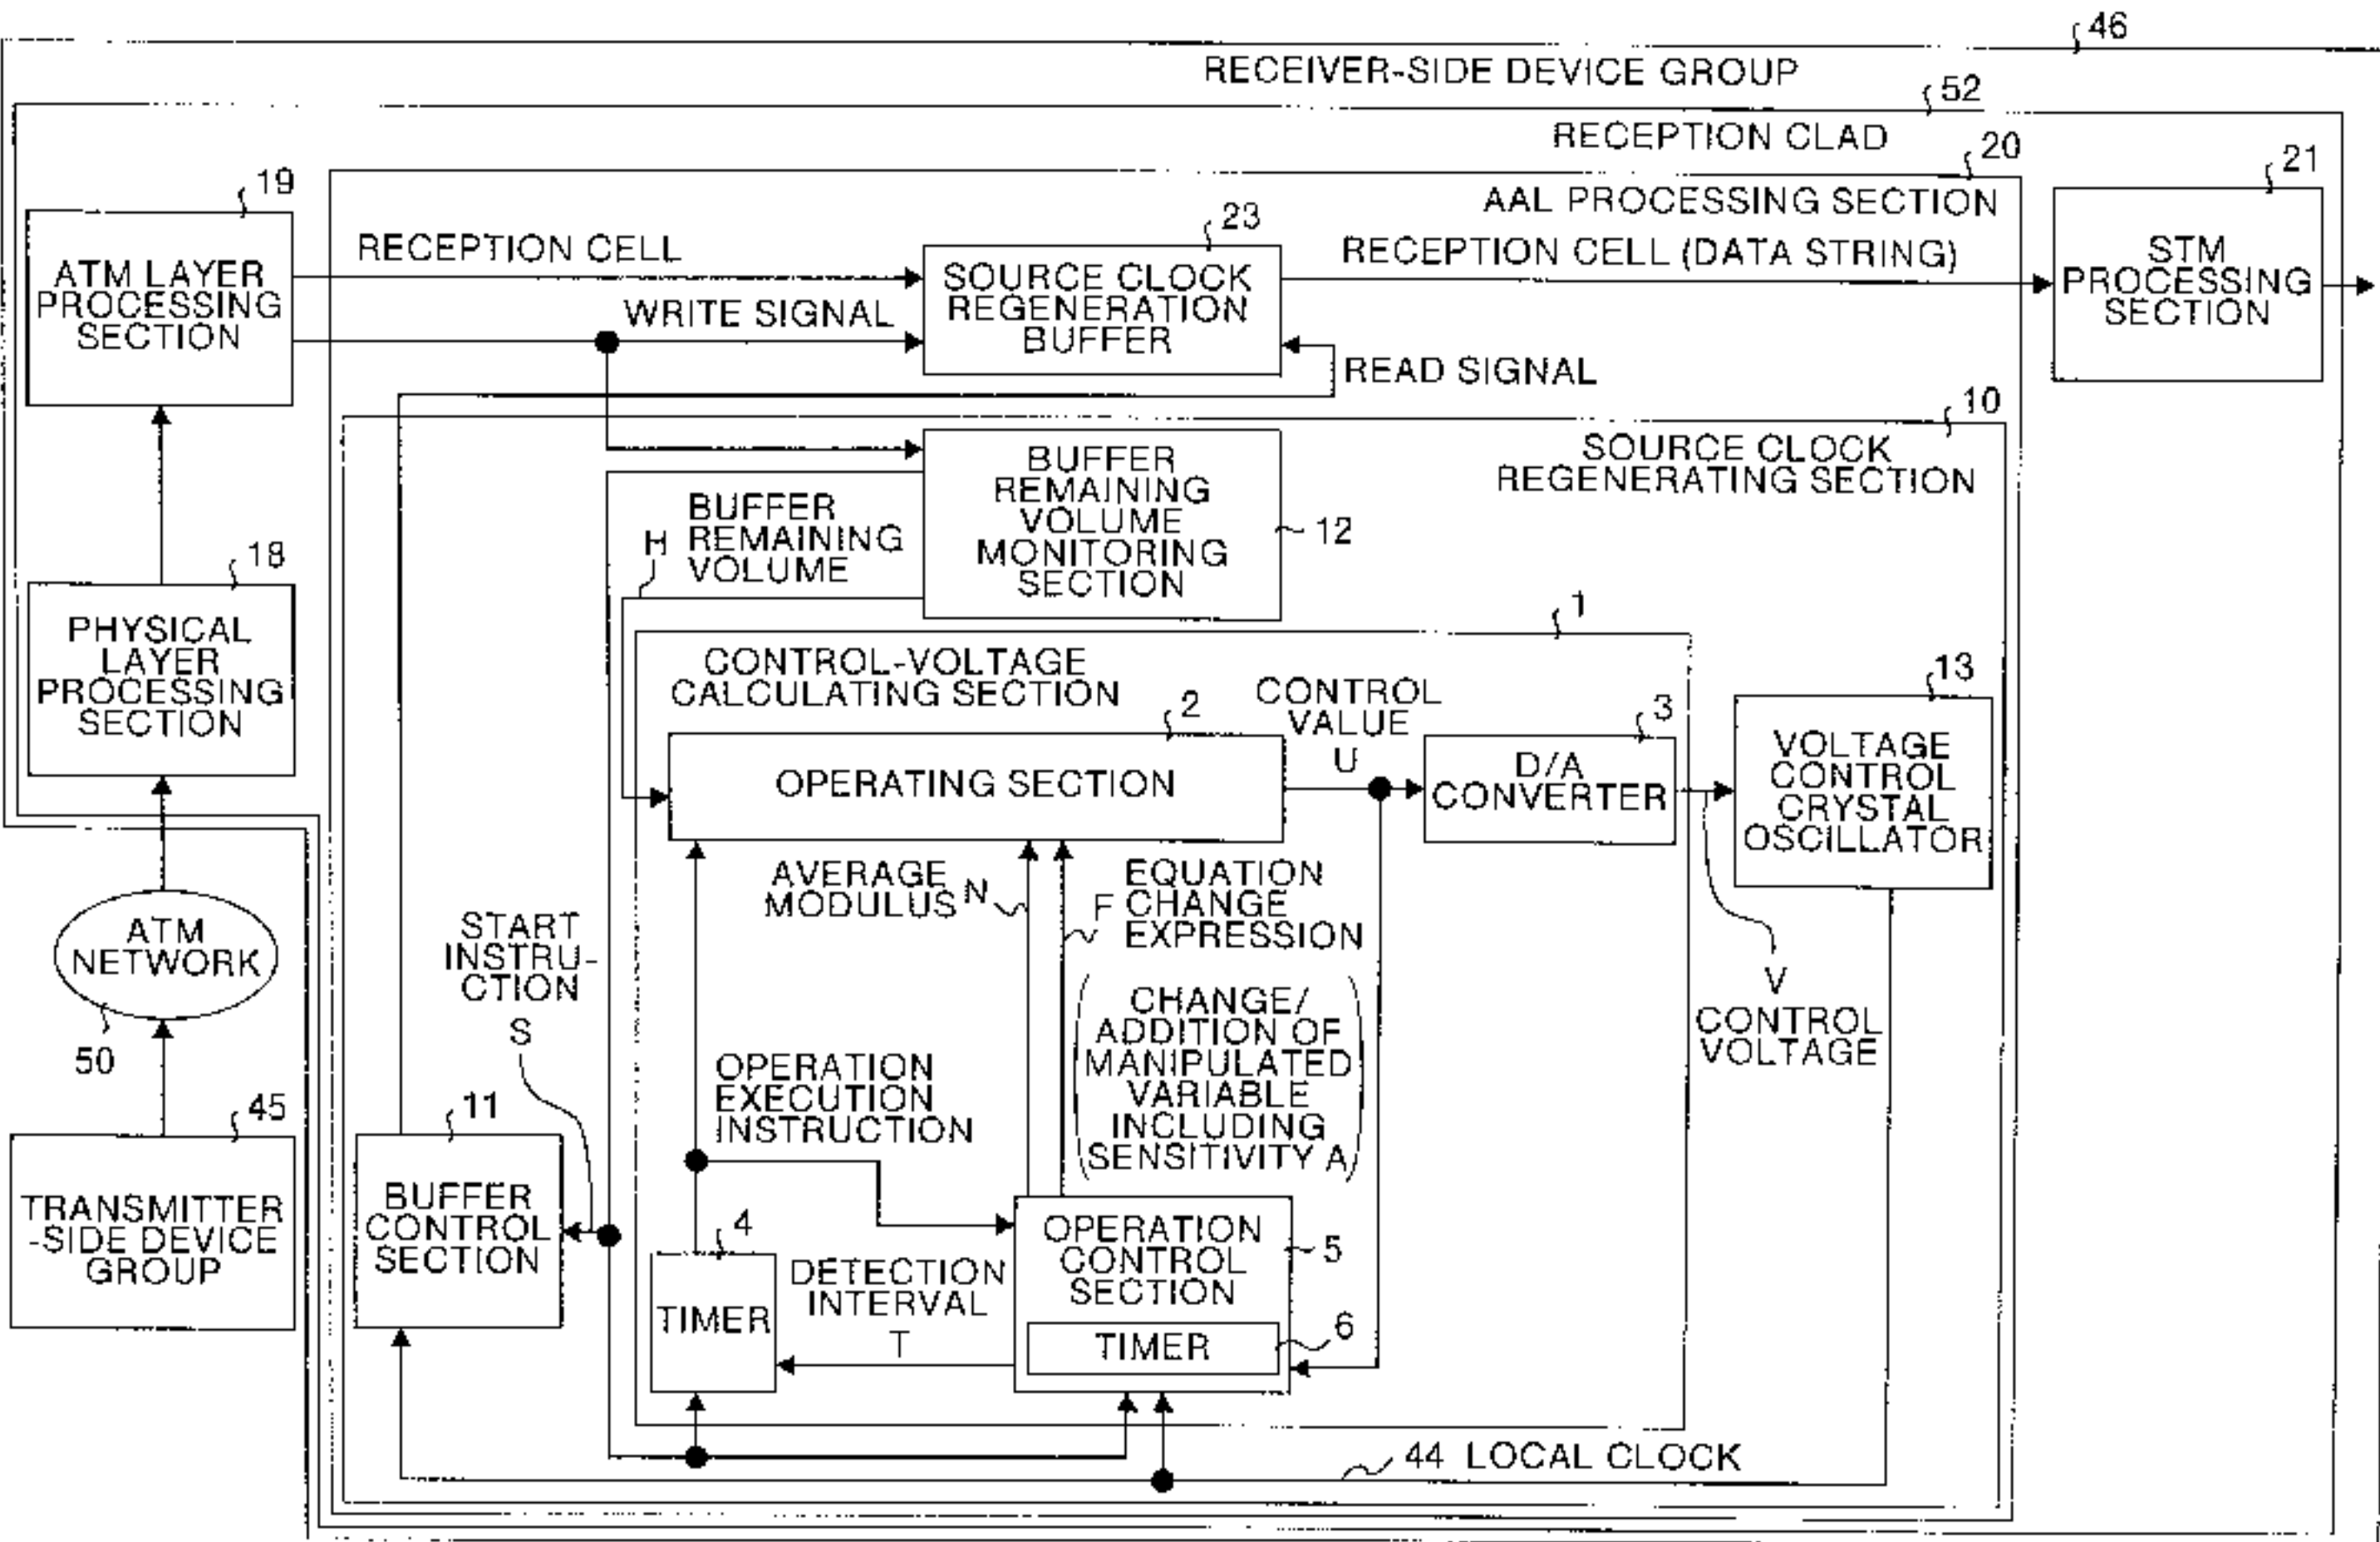 46
RECEIVER-SIDE DEVICE GROUP
52
RECEPTION CLAD
20
AAL PROCESSING SECTION
21
STM
PROCESSING
SECTION
19
ATM LAYER
PROCESSING
SECTION
RECEPTION CELL
WRITE SIGNAL
23
SOURCE CLOCK
REGENERATION
BUFFER
RECEPTION CELL (DATA STRING)
READ SIGNAL
10
SOURCE CLOCK
REGENERATING SECTION
BUFFER
REMAINING
VOLUME
MONITORING
SECTION
12
H
BUFFER
REMAINING
VOLUME
18
PHYSICAL
LAYER
PROCESSING
SECTION
1
CONTROL-VOLTAGE
CALCULATING SECTION
2
OPERATING SECTION
CONTROL
VALUE
U
3
D/A
CONVERTER
13
VOLTAGE
CONTROL
CRYSTAL
OSCILLATOR
AVERAGE
MODULUS
N
F
EQUATION
CHANGE
EXPRESSION
(CHANGE/
ADDITION OF
MANIPULATED
VARIABLE
INCLUDING
SENSITIVITY A)
V
CONTROL
VOLTAGE
ATM
NETWORK
50
START
INSTRU-
CTION
S
OPERATION
EXECUTION
INSTRUCTION
45
TRANSMITTER
-SIDE DEVICE
GROUP
11
BUFFER
CONTROL
SECTION
4
TIMER
DETECTION
INTERVAL
T
OPERATION
CONTROL
SECTION
5
TIMER
6
44 LOCAL CLOCK